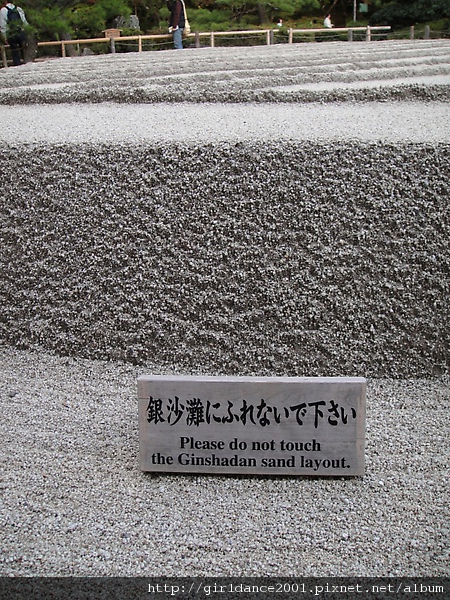 銀沙灘にふれないで下さい
Please do not touch
the Ginshadan sand layout.
http://girldance2001.pixnet.net/album